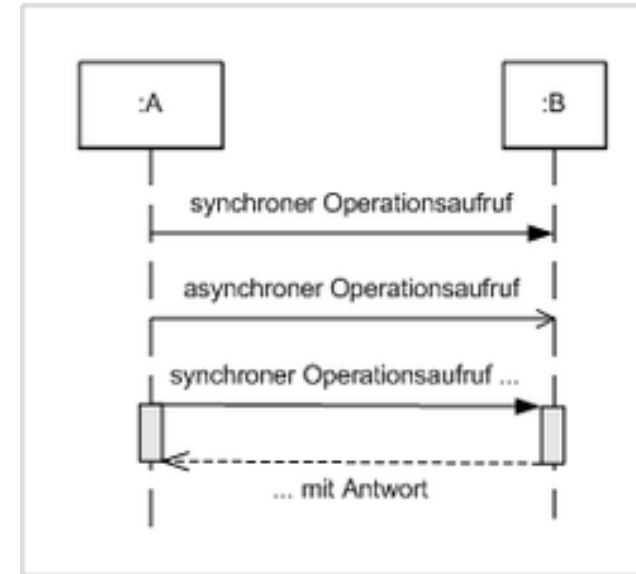 :A
:B
synchroner Operationsaufruf
asynchroner Operationsaufruf
synchroner Operationsaufruf ...
... mit Antwort